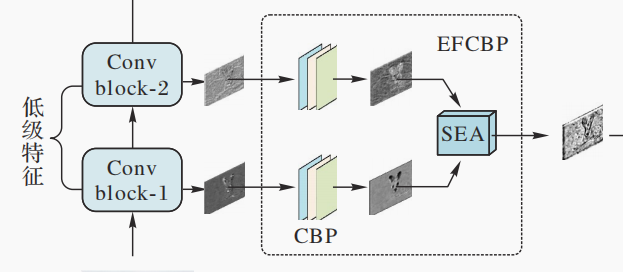 EFCBP
Conv
block-2
低级特征
SEA
Conv
block-1
CBP